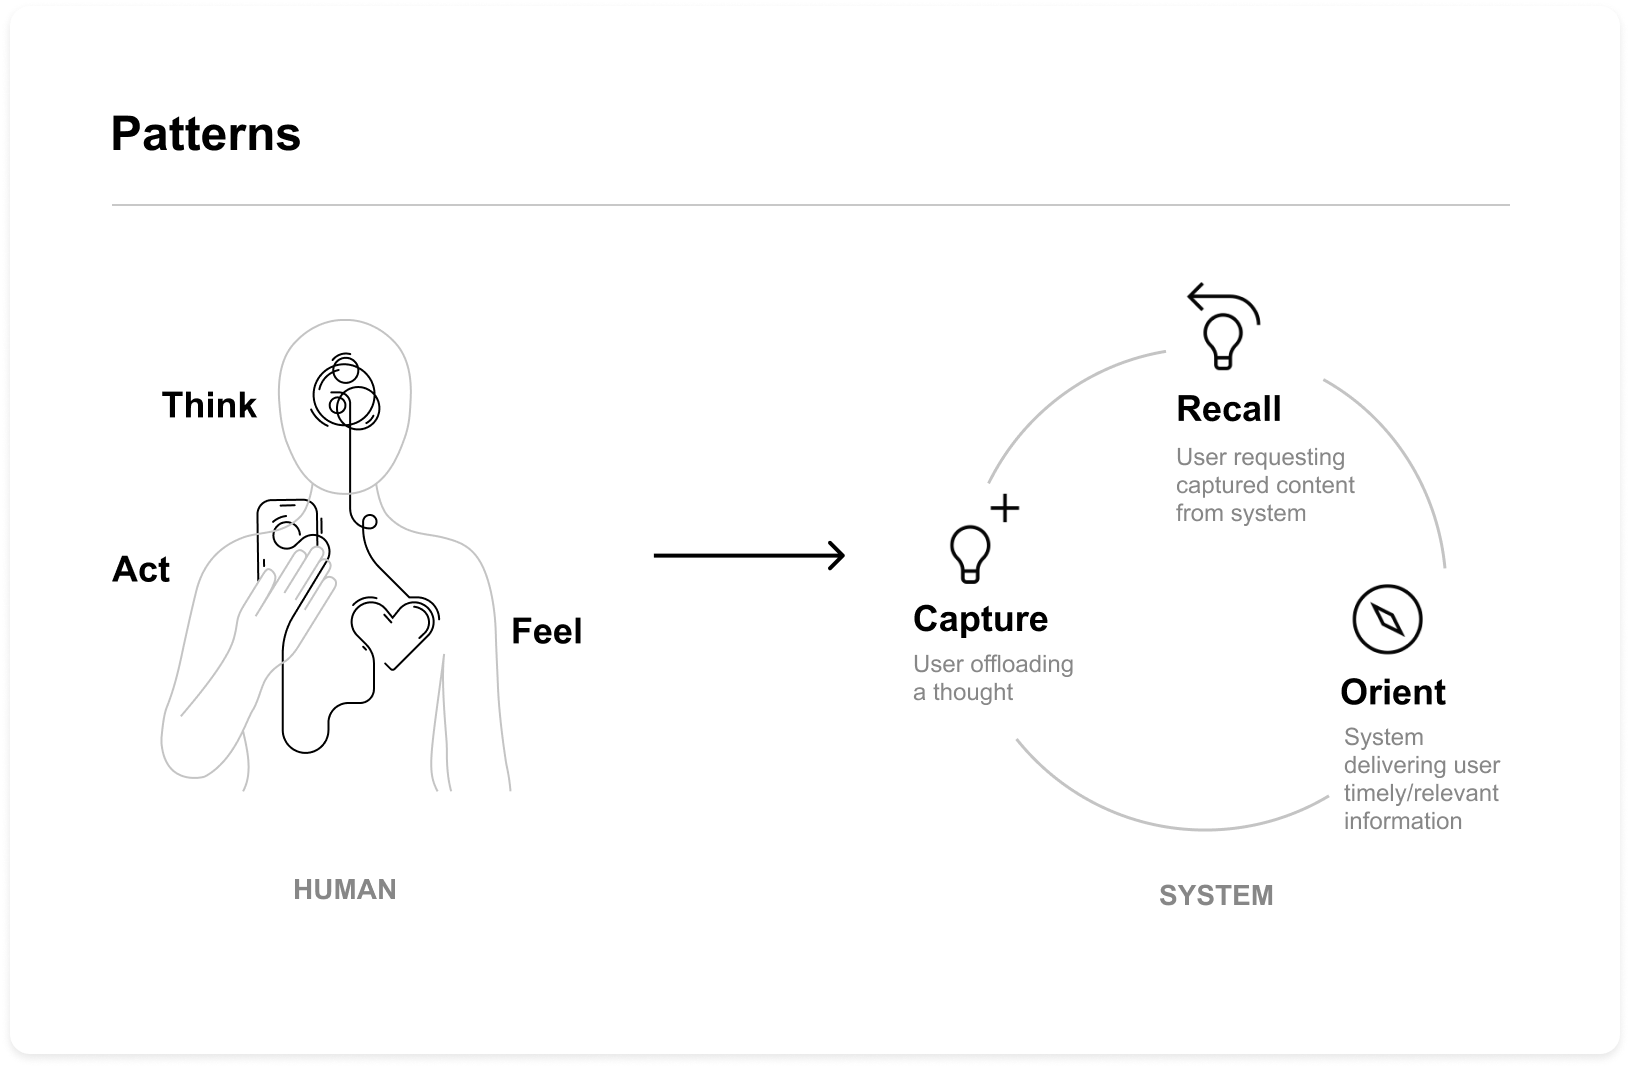 Patterns
Think
Act
Feel
HUMAN
Recall
User requesting
captured content
from system
Capture
User offloading
a thought
Orient
System
delivering user
timely/relevant
information
SYSTEM